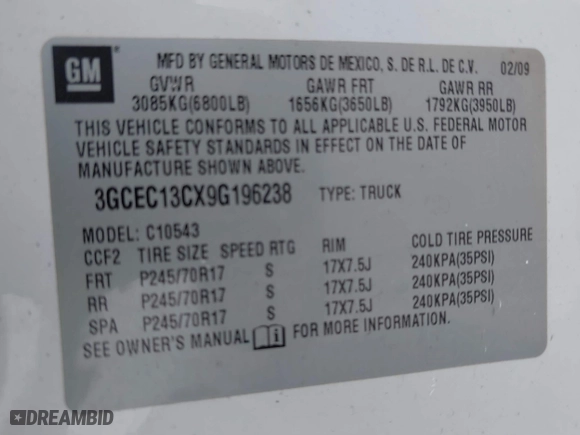 GM
MFD BY GENERAL MOTORS DE MEXICO, S. DE R.L. DE C.V. 02/09
GVWR GAWR FRT GAWR RR
3085KG(6800LB) 1656KG(3650LB) 1792KG(3950LB)
THIS VEHICLE CONFORMS TO ALL APPLICABLE U.S. FEDERAL MOTOR
VEHICLE SAFETY STANDARDS IN EFFECT ON THE DATE OF
MANUFACTURE SHOWN ABOVE.
3GCEC13CX9G196238 TYPE: TRUCK
MODEL: C10543
CCF2 TIRE SIZE SPEED RTG RIM COLD TIRE PRESSURE
FRT P245/70R17 S 17X7.5J 240KPA(35PSI)
RR P245/70R17 S 17X7.5J 240KPA(35PSI)
SPA P245/70R17 S 17X7.5J 240KPA(35PSI)
SEE OWNER'S MANUAL FOR MORE INFORMATION.
DREAMBID